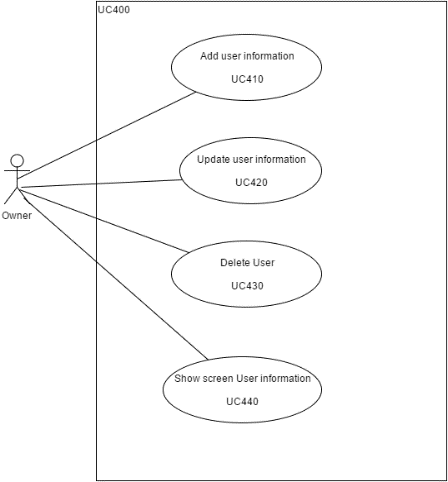 UC400
Add user information
UC410
Update user information
UC420
Owner
Delete User
UC430
Show screen User information
UC440